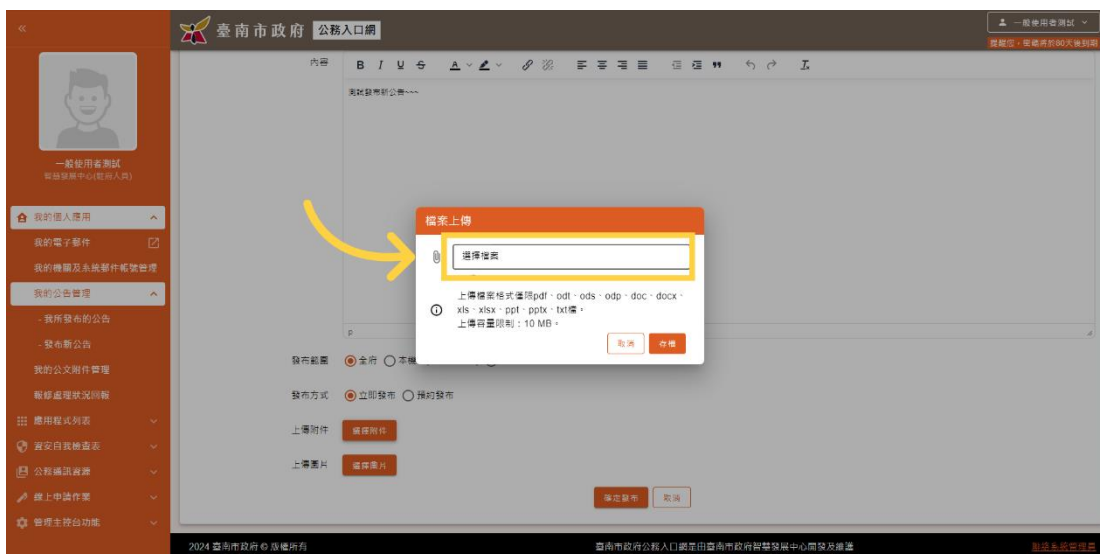 «
臺南市政府 公務入口網
一般使用者測試
提醒您，密碼將於80天後到期
一般使用者測試
智慧發展中心(駐府人員)
我的個人應用
我的電子郵件
我的機關及系統郵件帳號管理
我的公告管理
- 我所發布的公告
- 發布新公告
我的公文附件管理
報修處理狀況回報
應用程式列表
資安自我檢查表
公務通訊資源
線上申請作業
管理主控台功能
內容
B I U S A
測試發布新公告~~~
檔案上傳
選擇檔案
上傳檔案格式僅限pdf、odt、ods、odp、doc、docx、
xls、xlsx、ppt、pptx、txt檔。
上傳容量限制：10 MB。
取消 存檔
P
發布範圍 全府 本機
發布方式 立即發布 預約發布
上傳附件 選擇附件
上傳圖片 選擇圖片
確定發布 取消
2024 臺南市政府 © 版權所有
臺南市政府公務入口網是由臺南市政府智慧發展中心開發及維護
聯絡系統管理員